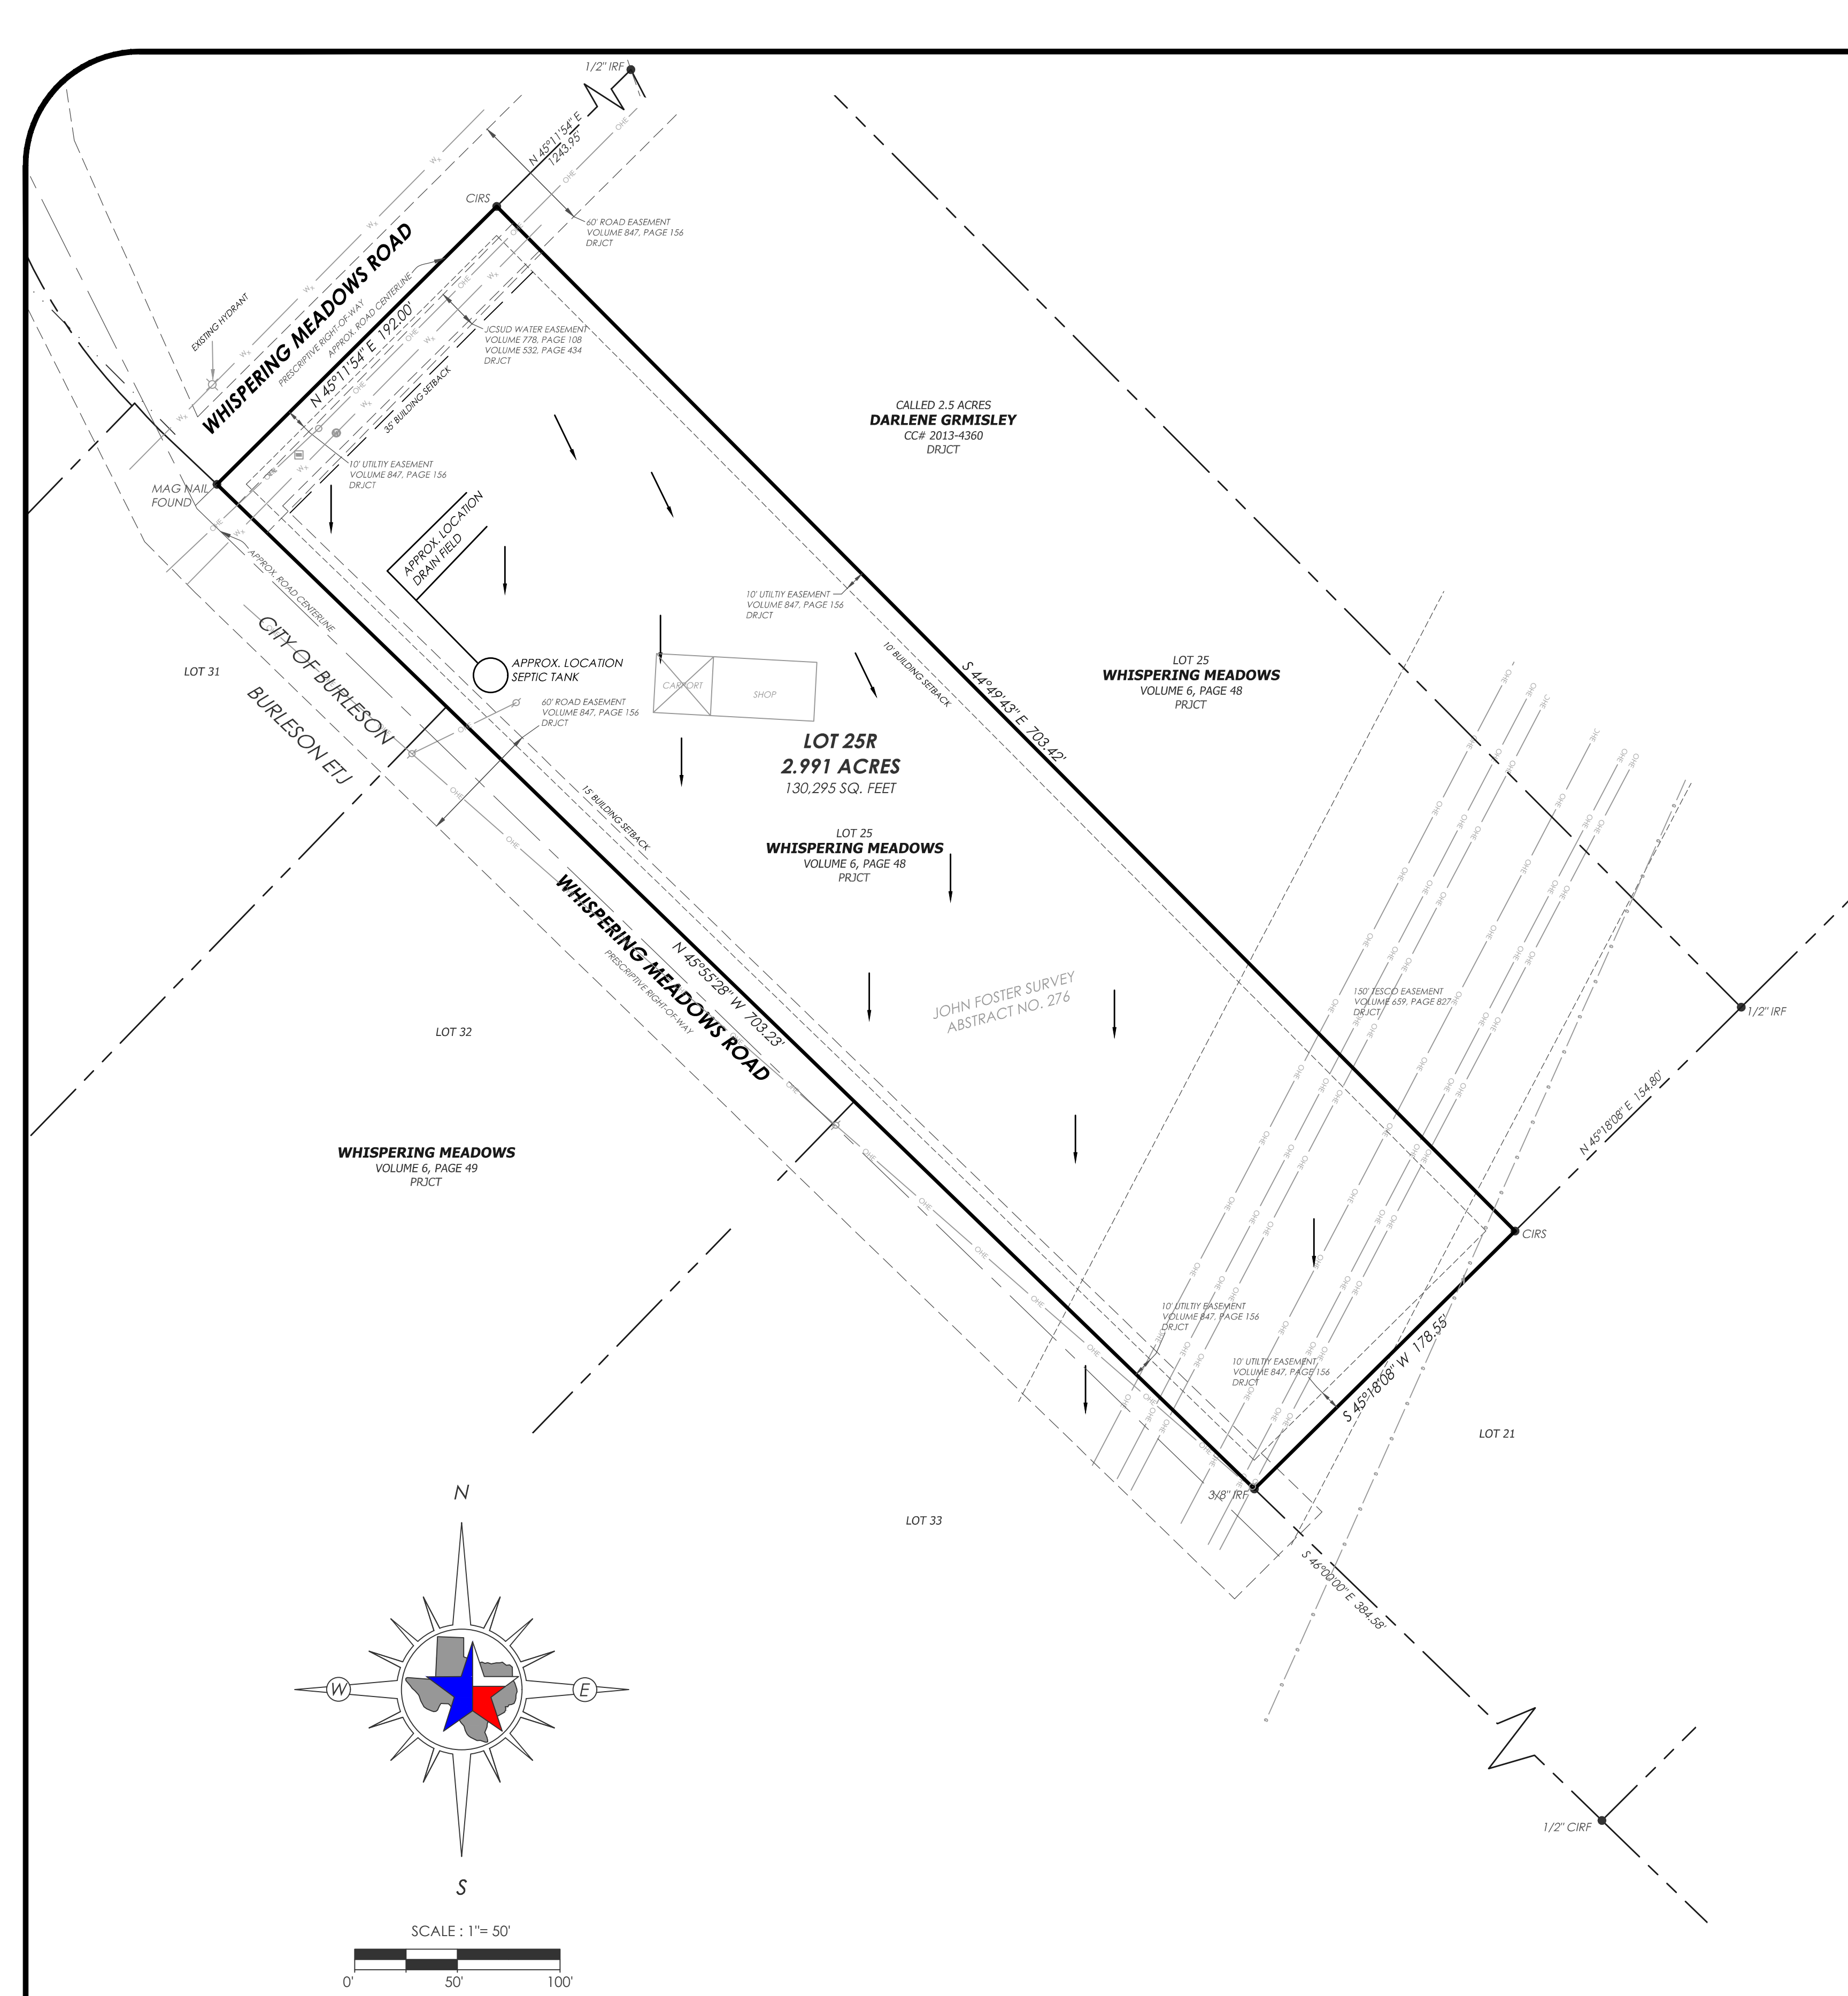 1/2" IRF
N 45°11'54" E
1243.95'
OHE
CIRS
60' ROAD EASEMENT
VOLUME 847, PAGE 156
DRJCT
WHISPERING MEADOWS ROAD
PRESCRIPTIVE RIGHT-OF-WAY
APPROX. ROAD CENTERLINE
N 45°11'54" E 192.00'
EXISTING HYDRANT
JCSUD WATER EASEMENT
VOLUME 778, PAGE 108
VOLUME 532, PAGE 434
DRJCT
35' BUILDING SETBACK
10' UTILTIY EASEMENT
VOLUME 847, PAGE 156
DRJCT
MAG NAIL
FOUND
APPROX. ROAD CENTERLINE
APPROX. LOCATION
DRAIN FIELD
CALLED 2.5 ACRES
DARLENE GRMISLEY
CC# 2013-4360
DRJCT
10' UTILTIY EASEMENT
VOLUME 847, PAGE 156
DRJCT
10' BUILDING SETBACK
S 44°49'43" E 703.42'
LOT 25
WHISPERING MEADOWS
VOLUME 6, PAGE 48
PRJCT
CITY OF BURLESON
BURLESON ETJ
LOT 31
APPROX. LOCATION
SEPTIC TANK
60' ROAD EASEMENT
VOLUME 847, PAGE 156
DRJCT
CARPORT
SHOP
LOT 25R
2.991 ACRES
130,295 SQ. FEET
15' BUILDING SETBACK
LOT 25
WHISPERING MEADOWS
VOLUME 6, PAGE 48
PRJCT
WHISPERING MEADOWS ROAD
PRESCRIPTIVE RIGHT-OF-WAY
N 45°55'28" W 703.23'
JOHN FOSTER SURVEY
ABSTRACT NO. 276
150' TESCO EASEMENT
VOLUME 659, PAGE 827
DRJCT
1/2" IRF
LOT 32
N 45°18'08" E 154.80'
WHISPERING MEADOWS
VOLUME 6, PAGE 49
PRJCT
CIRS
10' UTILTIY EASEMENT
VOLUME 847, PAGE 156
DRJCT
10' UTILTIY EASEMENT
VOLUME 847, PAGE 156
DRJCT
S 45°18'08" W 178.55'
LOT 21
3/8" IRF
LOT 33
S 46°00'00" E 384.58'
1/2" CIRF
N
W
E
S
SCALE : 1"= 50'
0' 50' 100'